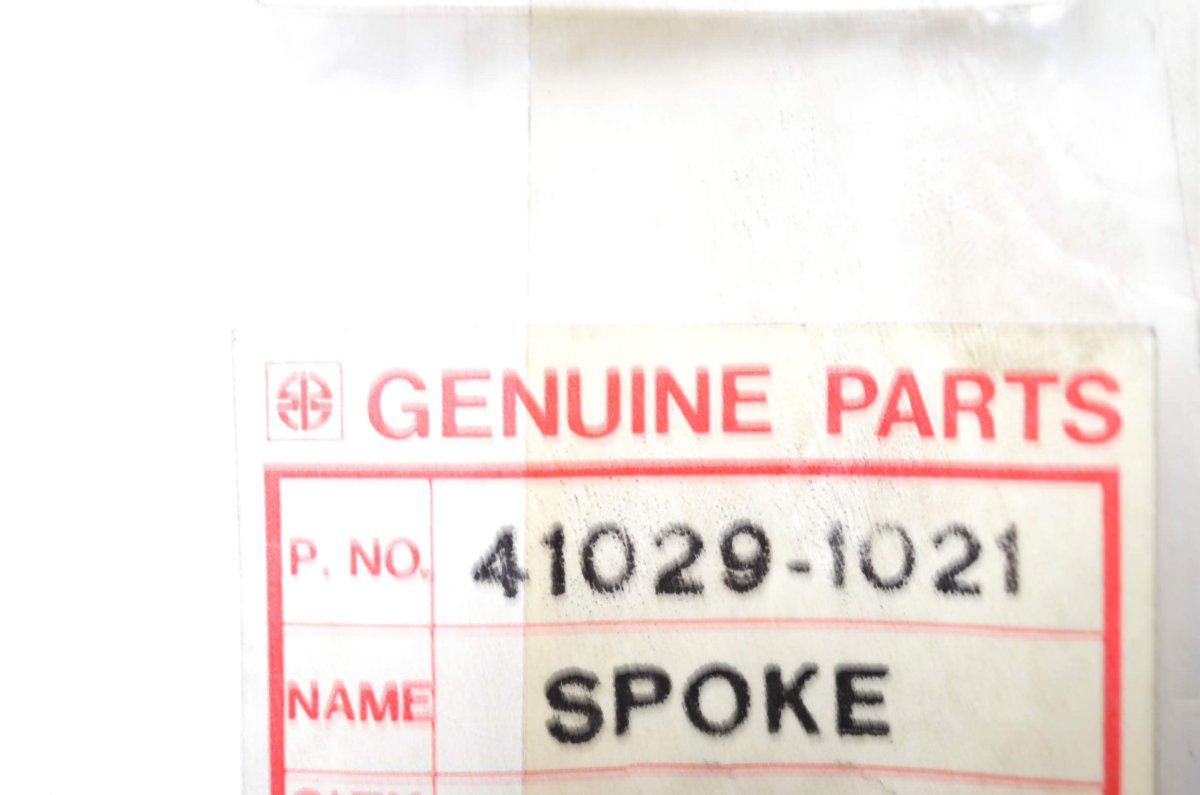 GENUINE PARTS
P. NO. 41029-1021
NAME SPOKE